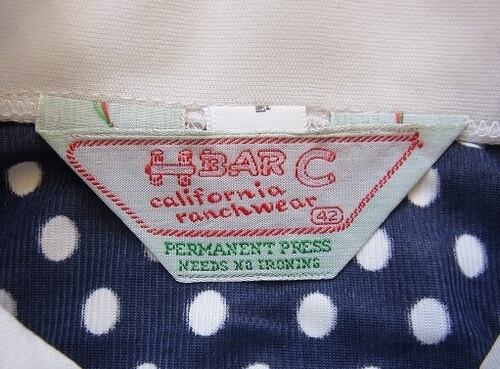 H BAR C
california
ranchwear
42
PERMANENT PRESS
NEEDS NO IRONING